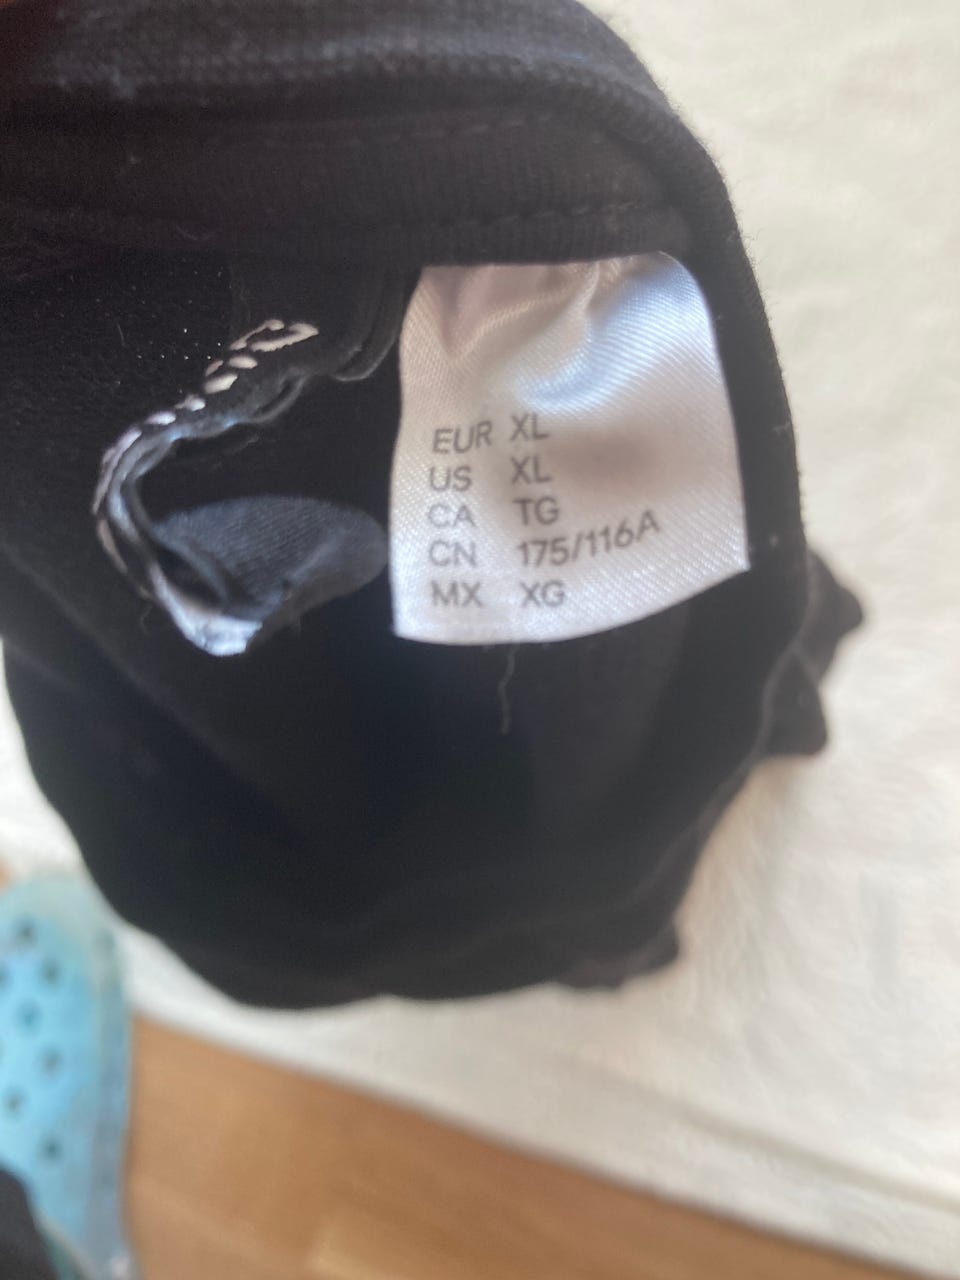 EUR XL
US XL
CA TG
CN 175/116A
MX XG